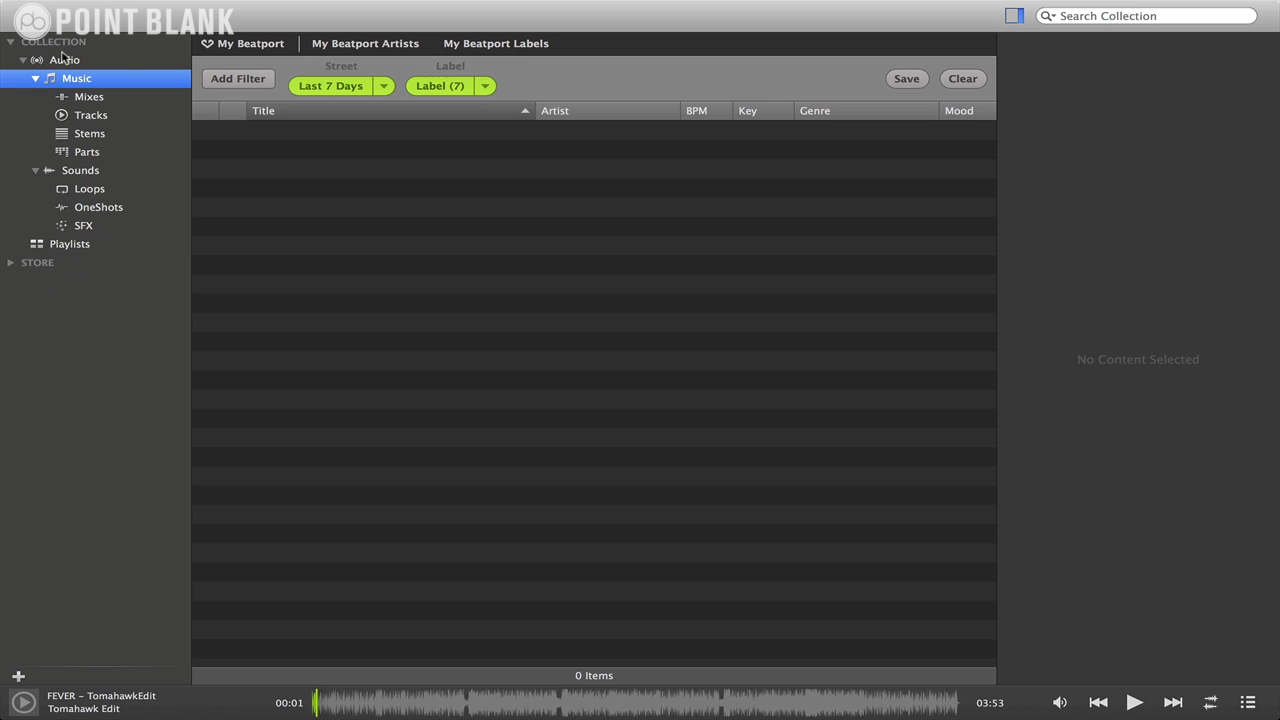 POINT BLANK
Search Collection
COLLECTION
Audio
Music
Mixes
Tracks
Stems
Parts
Sounds
Loops
OneShots
SFX
Playlists
STORE
My Beatport
My Beatport Artists
My Beatport Labels
Street
Label
Add Filter
Last 7 Days
Label (7)
Save
Clear
Title
Artist
BPM
Key
Genre
Mood
No Content Selected
0 Items
FEVER – TomahawkEdit
Tomahawk Edit
00:01
03:53